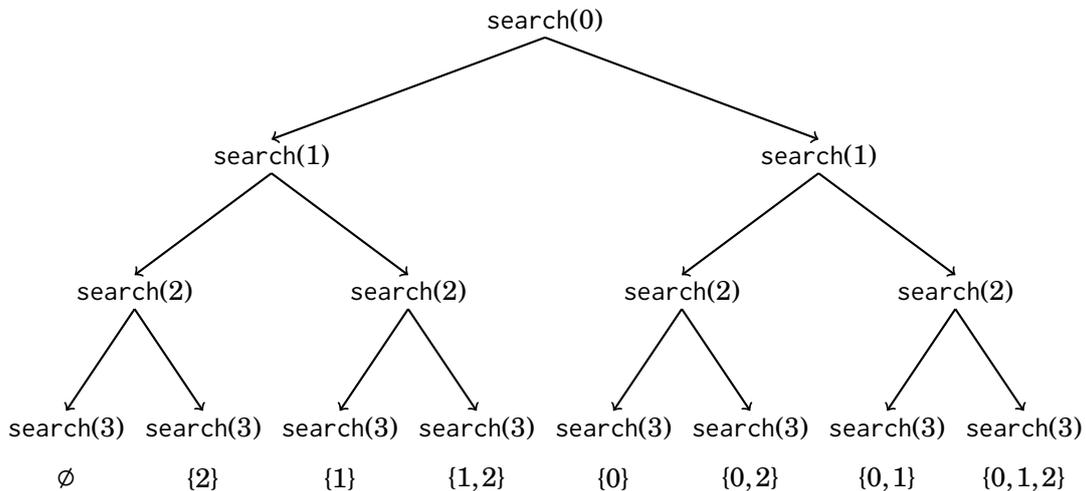 search(0)
search(1) search(1)
search(2) search(2) search(2) search(2)
search(3) search(3) search(3) search(3) search(3) search(3) search(3) search(3)
∅ {2} {1} {1,2} {0} {0,2} {0,1} {0,1,2}